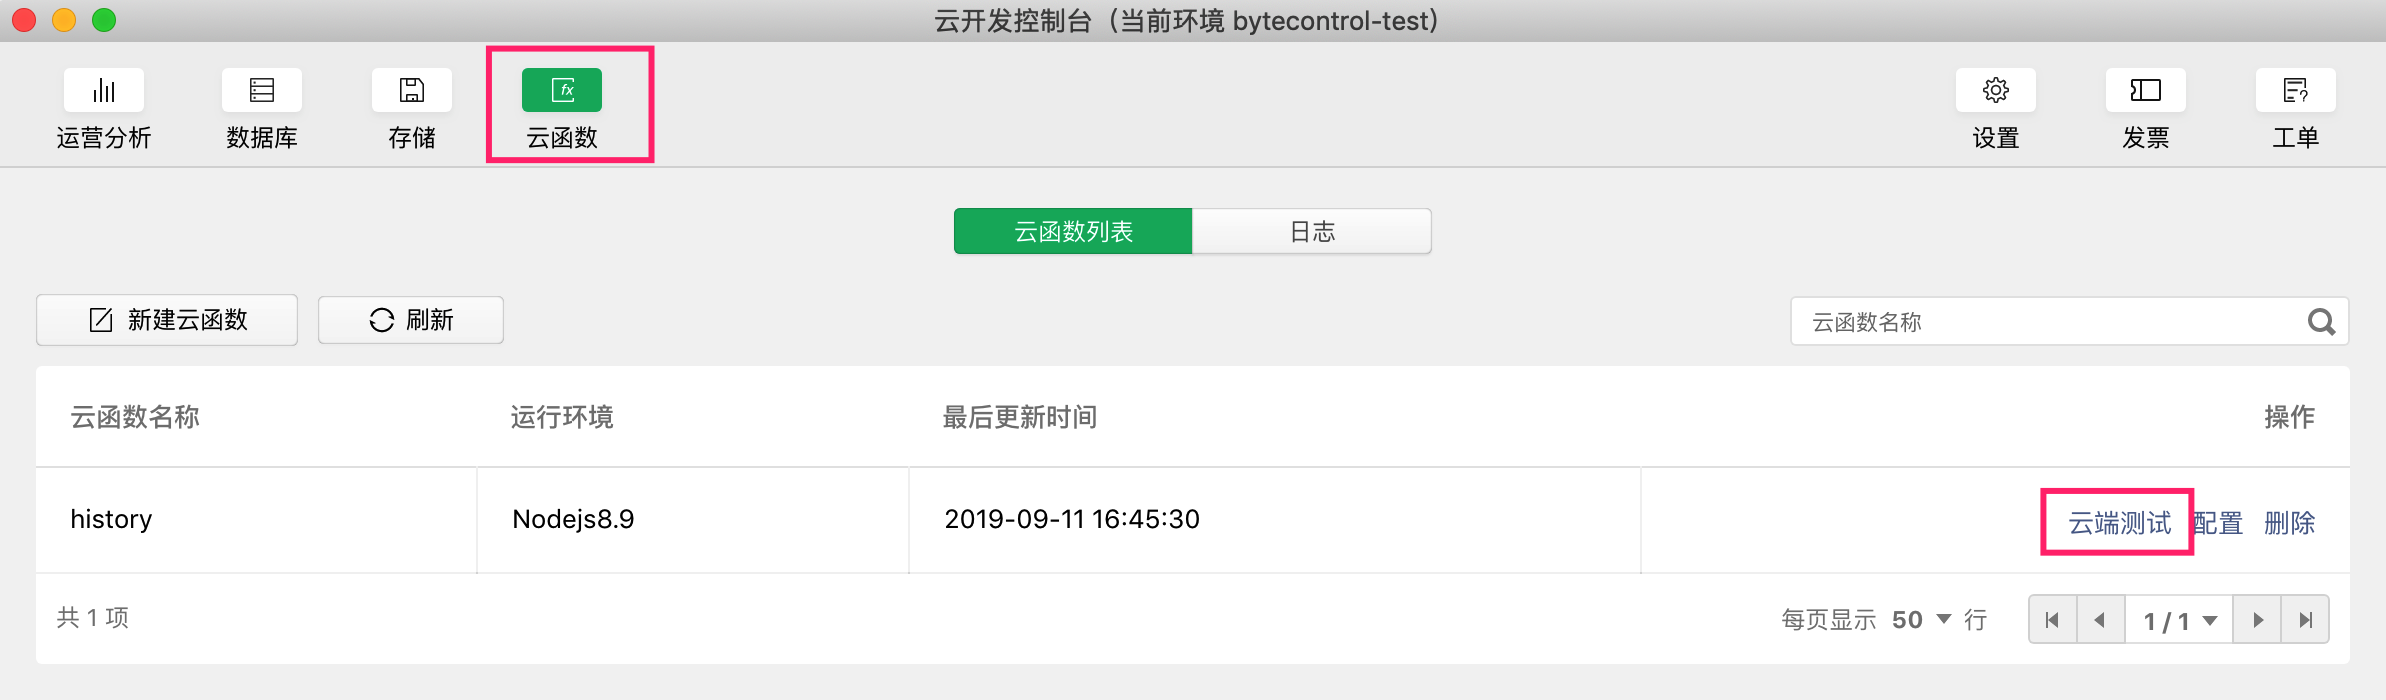 云开发控制台（当前环境 bytecontrol-test）
运营分析 数据库 存储 fx 云函数 设置 发票 工单
云函数列表 日志
新建云函数 刷新 云函数名称
云函数名称 运行环境 最后更新时间 操作
history Nodejs8.9 2019-09-11 16:45:30 云端测试 配置 删除
共 1 项 每页显示 50 行 1 / 1